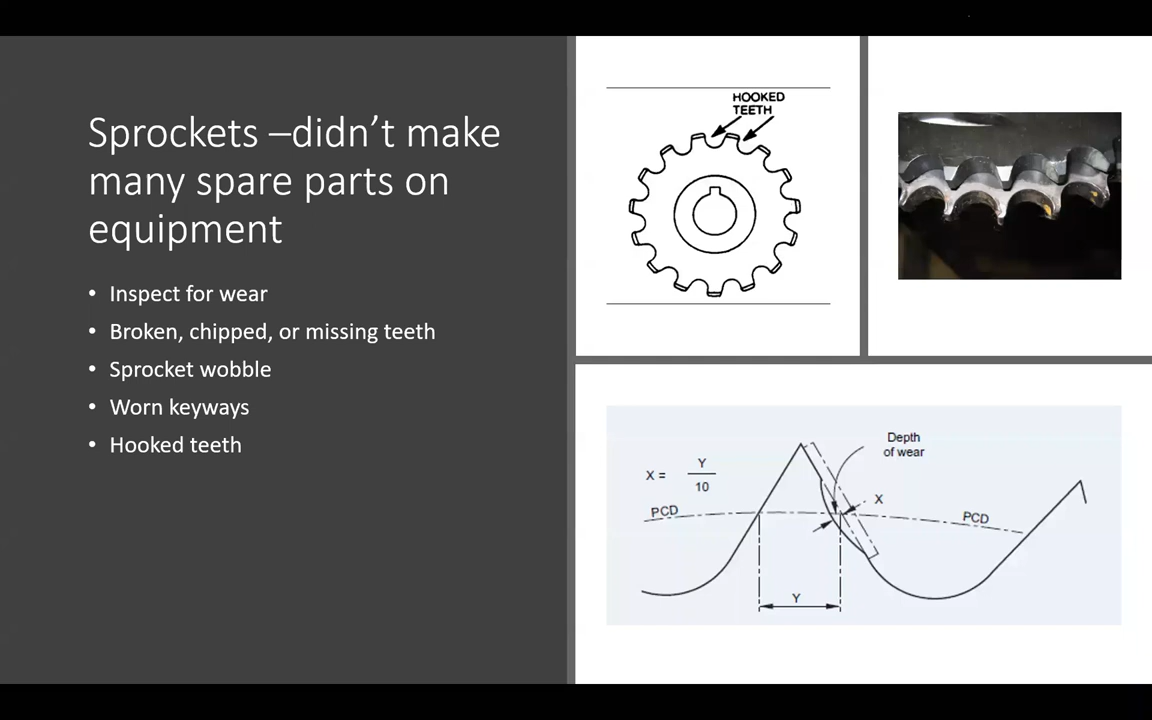 Sprockets –didn't make
many spare parts on
equipment
• Inspect for wear
• Broken, chipped, or missing teeth
• Sprocket wobble
• Worn keyways
• Hooked teeth
HOOKED
TEETH
Depth
of wear
X = Y
10
X
PCD
PCD
Y